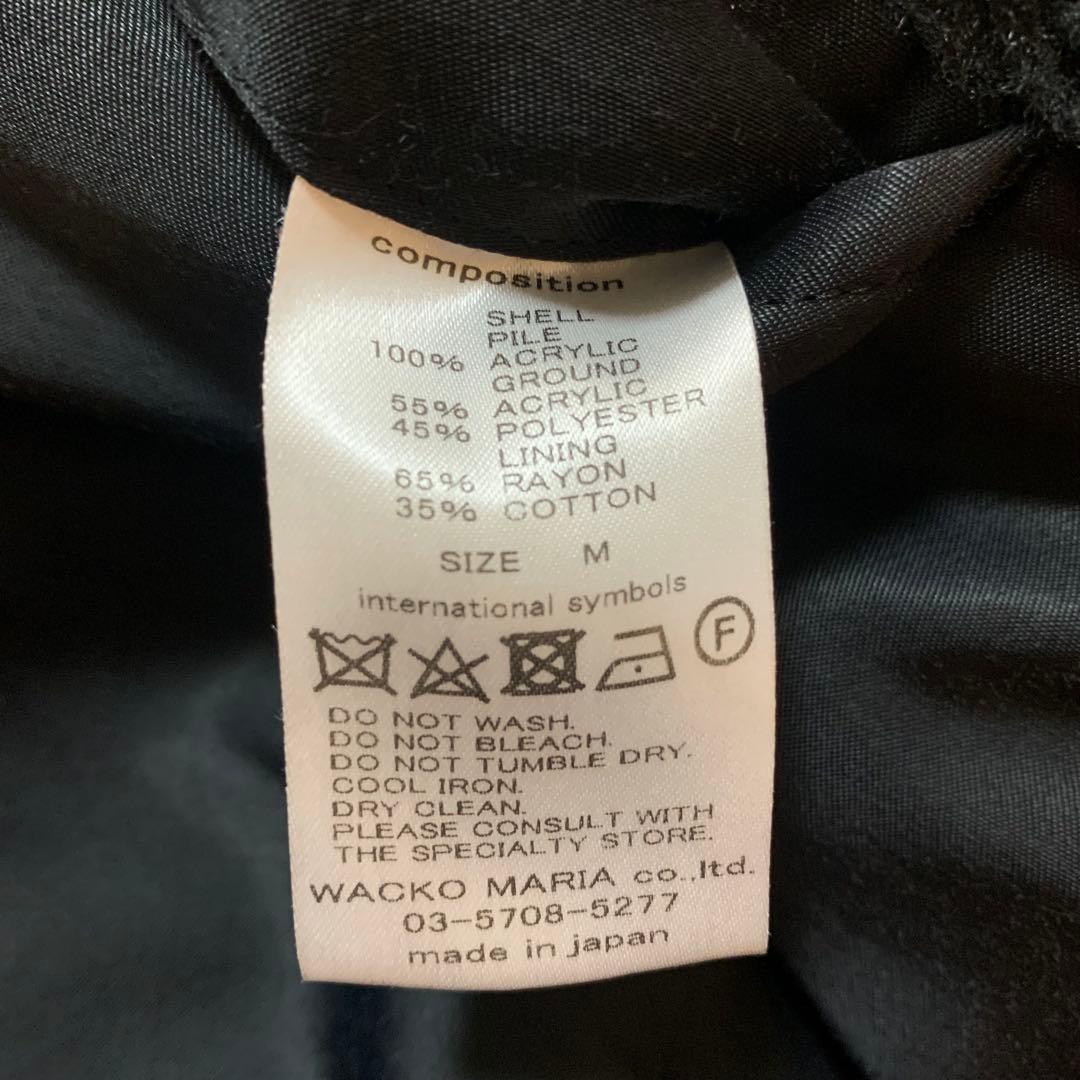 composition
SHELL
PILE
100% ACRYLIC
GROUND
55% ACRYLIC
45% POLYESTER
LINING
65% RAYON
35% COTTON
SIZE M
international symbols
F
DO NOT WASH.
DO NOT BLEACH.
DO NOT TUMBLE DRY.
COOL IRON.
DRY CLEAN.
PLEASE CONSULT WITH
THE SPECIALTY STORE.
WACKO MARIA co.,ltd.
03-5708-5277
made in japan